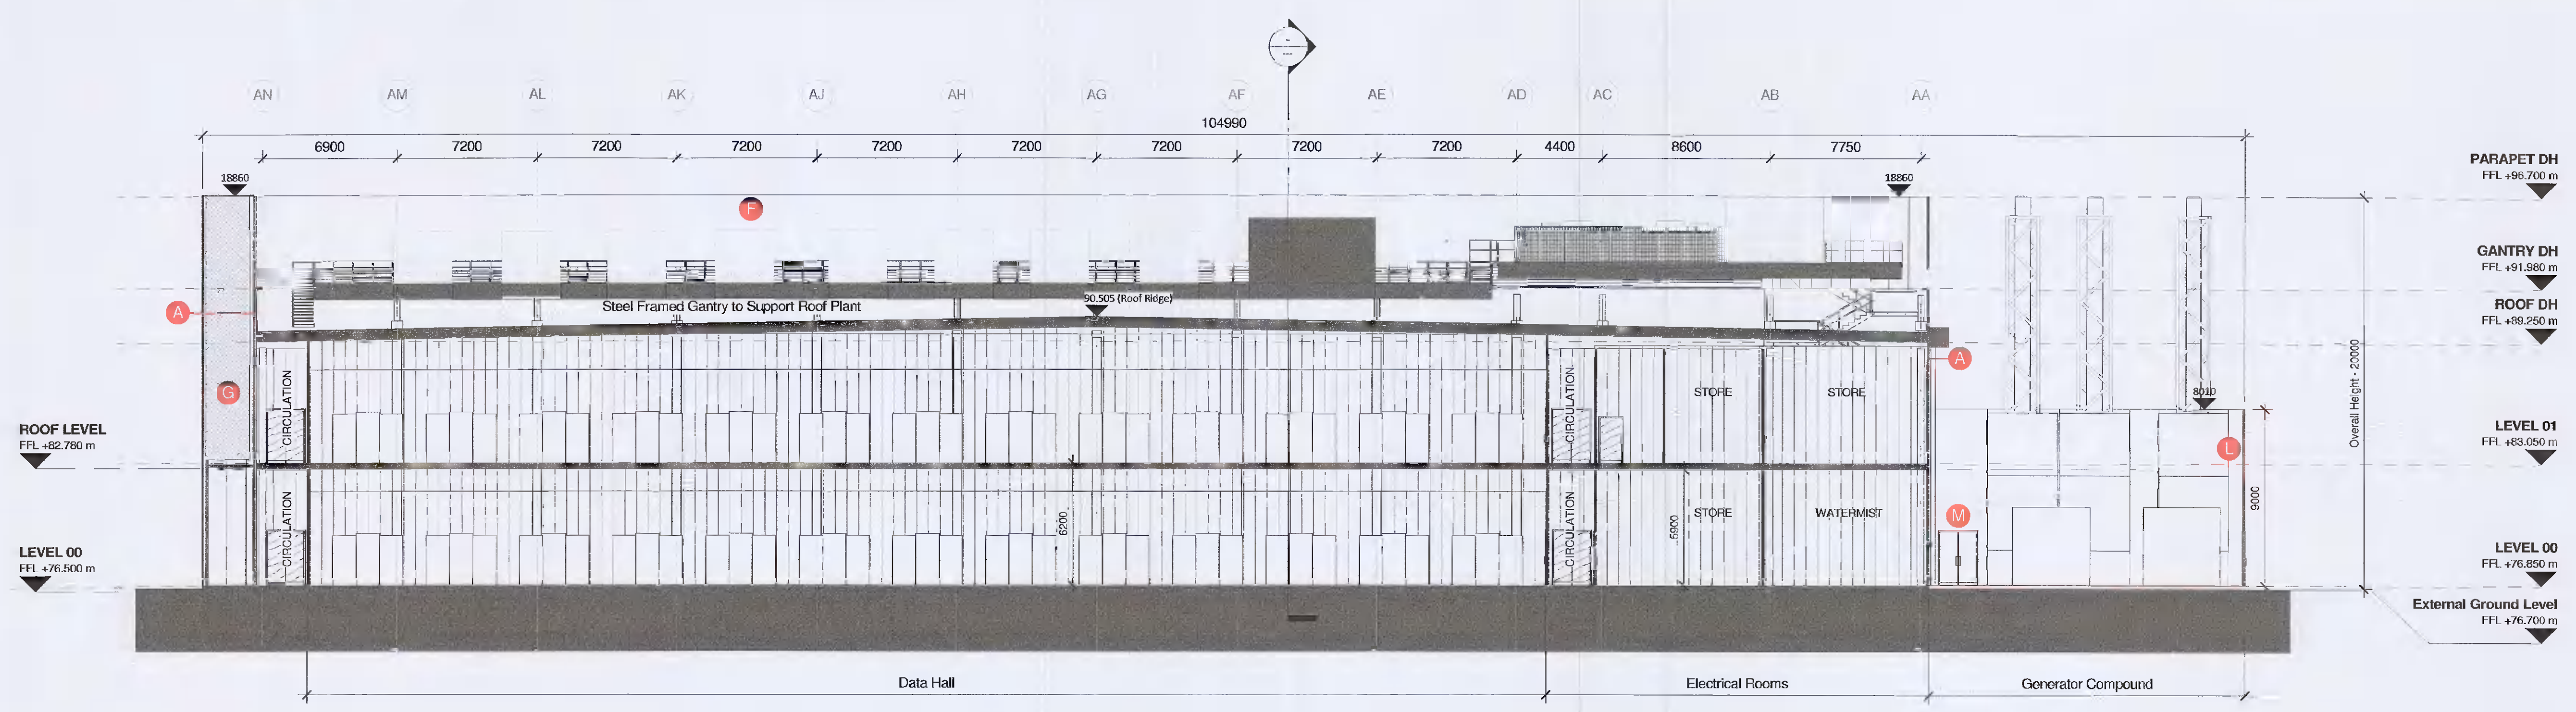 AN AM AL AK AJ AH AG AF AE AD AC AB AA
104990
6900 7200 7200 7200 7200 7200 7200 7200 7200 4400 8600 7750
PARAPET DH
FFL +96.700 m
18860
18860
F
GANTRY DH
FFL +91.980 m
90.505 (Roof Ridge)
Steel Framed Gantry to Support Roof Plant
A
ROOF DH
FFL +89.250 m
A
G
CIRCULATION
CIRCULATION
STORE
STORE
8010
Overall Height - 20000
ROOF LEVEL
FFL +82.780 m
LEVEL 01
FFL +83.050 m
L
CIRCULATION
6200
CIRCULATION
5900
STORE
WATERMIST
M
9000
LEVEL 00
FFL +76.500 m
LEVEL 00
FFL +76.850 m
External Ground Level
FFL +76.700 m
Data Hall
Electrical Rooms
Generator Compound